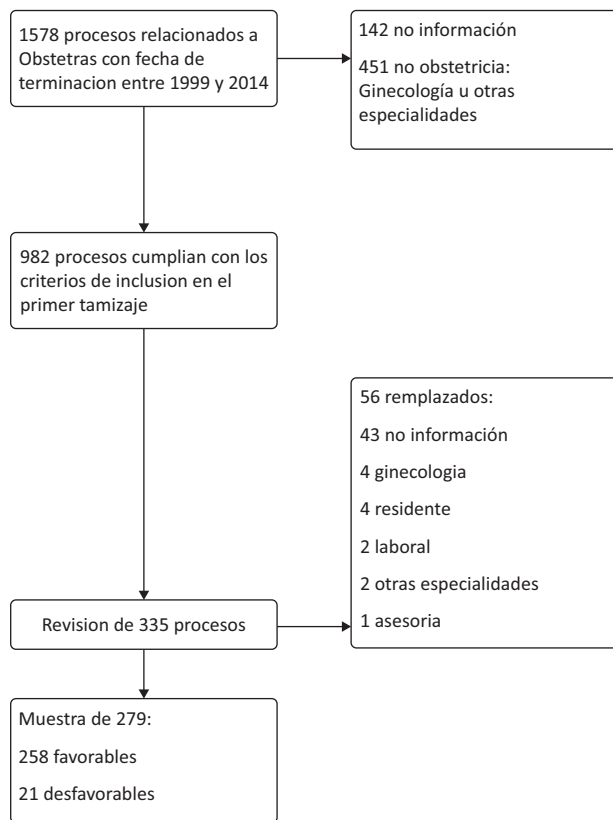 1578 procesos relacionados a
Obstetras con fecha de
terminacion entre 1999 y 2014
142 no información
451 no obstetricia:
Ginecología u otras
especialidades
982 procesos cumplian con los
criterios de inclusion en el
primer tamizaje
56 remplazados:
43 no información
4 ginecologia
4 residente
2 laboral
2 otras especialidades
1 asesoria
Revision de 335 procesos
Muestra de 279:
258 favorables
21 desfavorables